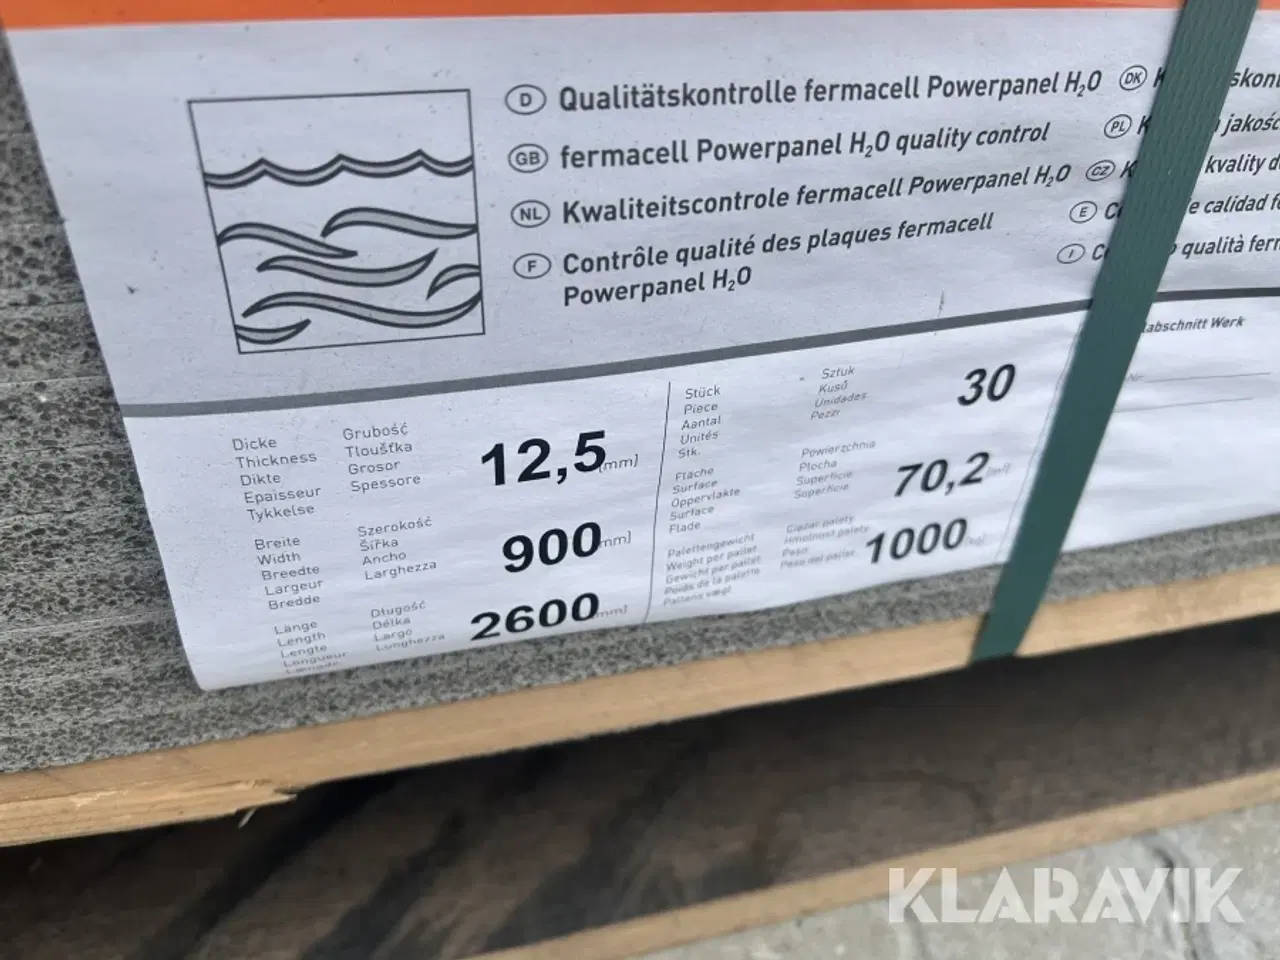 D Qualitätskontrolle fermacell Powerpanel H₂O
GB fermacell Powerpanel H₂O quality control
NL Kwaliteitscontrole fermacell Powerpanel H₂O
F Contrôle qualité des plaques fermacell
Powerpanel H₂O
DK
PL jakośc
CZ kvality
E calidad
I qualità
Dicke Grubość
Thickness Tloušťka
Dikte Grosor
Epaisseur Spessore
Tykkelse
12,5 (mm)
Breite Szerokość
Width Šířka
Breedte Ancho
Largeur Larghezza
Bredde
900 mm)
Länge Długość
Length Délka
Lengte Largo
Longueur Lunghezza
2600 mm)
Stück Sztuk
Piece Kusů
Aantal Unidades
Unités Pezzi
Stk.
30
Fläche Powierzchnia
Surface Plocha
Oppervlakte Superficie
Surface Superficie
Flade
70,2
Palettengewicht Ciężar palety
Weight per pallet Hmotnost palety
Gewicht per pallet Peso
Poids de la palette Peso del pallet
Pallens vægt
1000
abschnitt Werk
KLARAVIK